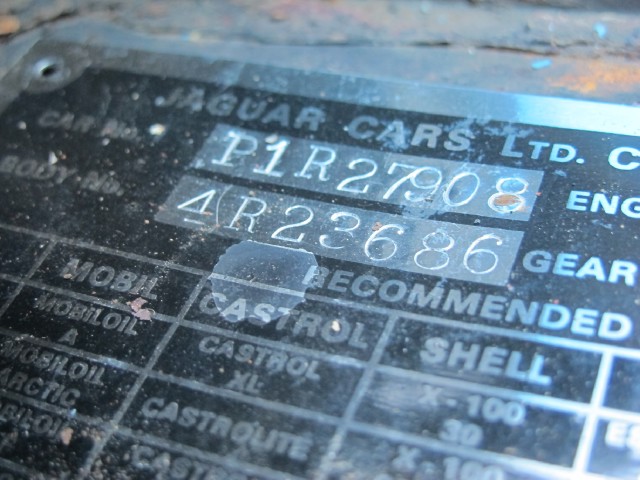 JAGUAR CARS LTD. C
CAR No. P1R27908 ENG
BODY No. 4R23686 GEAR
RECOMMENDED
MOBIL CASTROL SHELL
MOBILOIL A CASTROL XL X-100 30
MOBILOIL ARCTIC CASTROLITE X-100